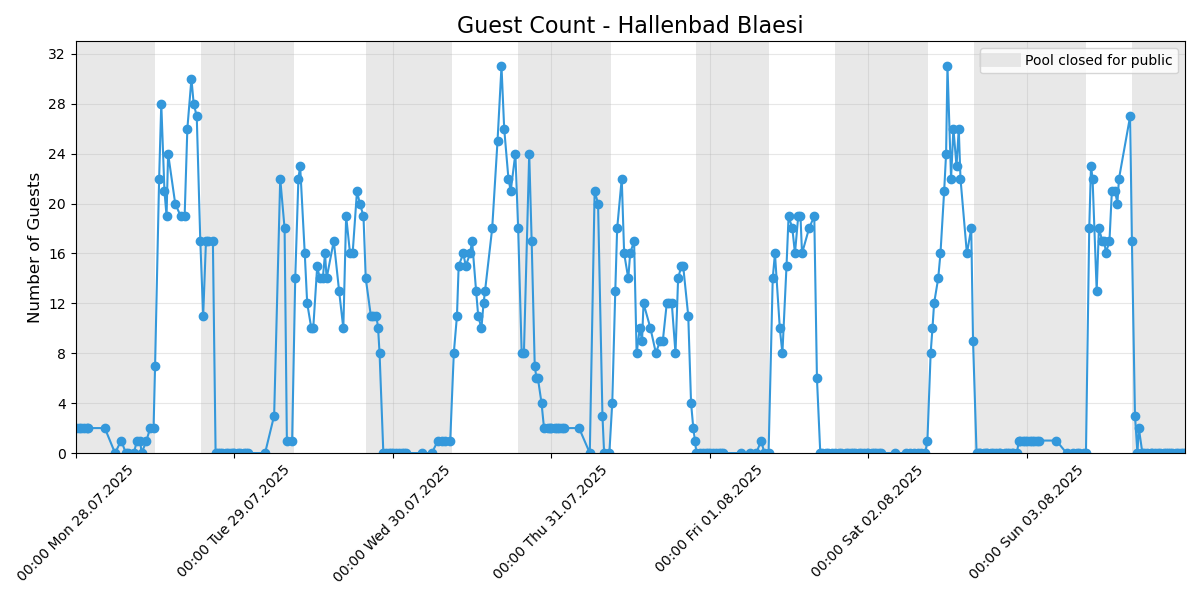 Guest Count - Hallenbad Blaesi
Pool closed for public
Number of Guests
32
28
24
20
16
12
8
4
0
00:00 Mon 28.07.2025
00:00 Tue 29.07.2025
00:00 Wed 30.07.2025
00:00 Thu 31.07.2025
00:00 Fri 01.08.2025
00:00 Sat 02.08.2025
00:00 Sun 03.08.2025